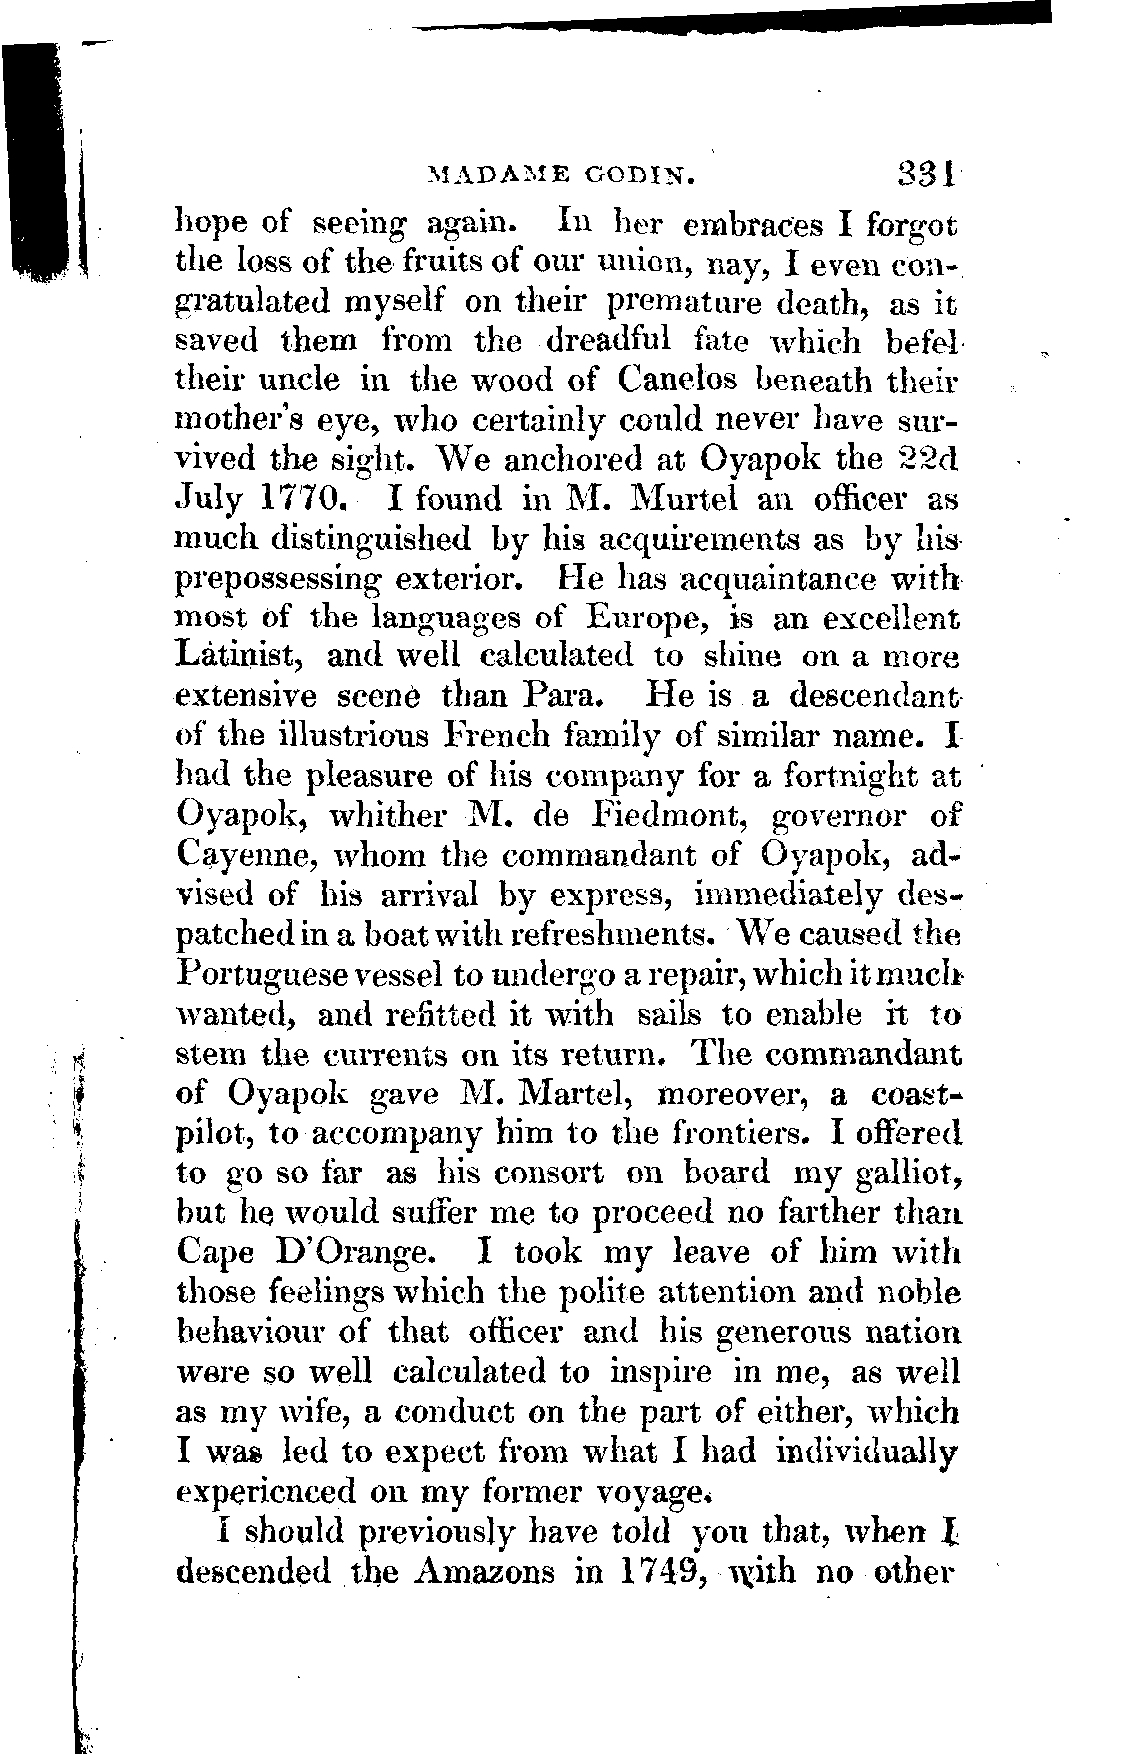 MADAME GODIN. 331
hope of seeing again. In her embraces I forgot
the loss of the fruits of our union, nay, I even con-
gratulated myself on their premature death, as it
saved them from the dreadful fate which befel
their uncle in the wood of Canelos beneath their
mother's eye, who certainly could never have sur-
vived the sight. We anchored at Oyapok the 22d
July 1770. I found in M. Murtel an officer as
much distinguished by his acquirements as by his
prepossessing exterior. He has acquaintance with
most of the languages of Europe, is an excellent
Latinist, and well calculated to shine on a more
extensive scene than Para. He is a descendant
of the illustrious French family of similar name. I
had the pleasure of his company for a fortnight at
Oyapok, whither M. de Fiedmont, governor of
Cayenne, whom the commandant of Oyapok, ad-
vised of his arrival by express, immediately des-
patched in a boat with refreshments. We caused the
Portuguese vessel to undergo a repair, which it much
wanted, and refitted it with sails to enable it to
stem the currents on its return. The commandant
of Oyapok gave M. Martel, moreover, a coast-
pilot, to accompany him to the frontiers. I offered
to go so far as his consort on board my galliot,
but he would suffer me to proceed no farther than
Cape D'Orange. I took my leave of him with
those feelings which the polite attention and noble
behaviour of that officer and his generous nation
were so well calculated to inspire in me, as well
as my wife, a conduct on the part of either, which
I was led to expect from what I had individually
experienced on my former voyage.
I should previously have told you that, when I
descended the Amazons in 1749, with no other